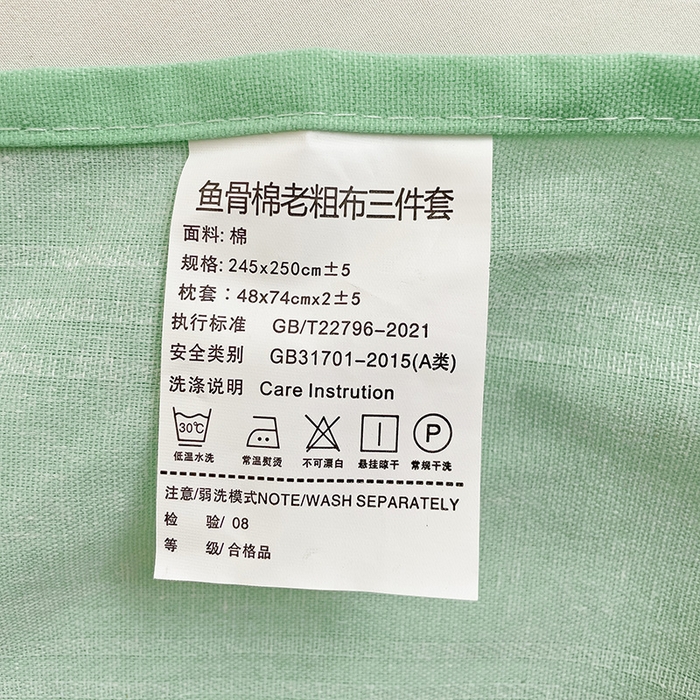 鱼骨棉老粗布三件套
面料: 棉
规格: 245x250cm±5
枕套：48x74cmx2±5
执行标准 GB/T22796-2021
安全类别 GB31701-2015(A类)
洗涤说明 Care Instrution
30℃ P
低温水洗 常温熨烫 不可漂白 悬挂晾干 常规干洗
注意/弱洗模式NOTE/WASH SEPARATELY
检 验/ 08
等 级/ 合格品